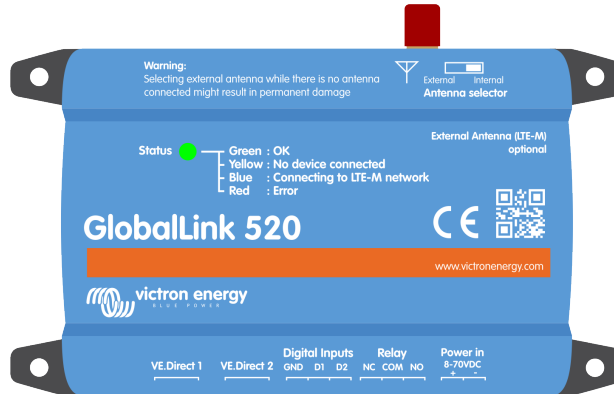 Warning:
Selecting external antenna while there is no antenna
connected might result in permanent damage
External Internal
Antenna selector
External Antenna (LTE-M)
optional
Status
Green : OK
Yellow : No device connected
Blue : Connecting to LTE-M network
Red : Error
GlobalLink 520
CE
www.victronenergy.com
victron energy
BLUE POWER
VE.Direct 1
VE.Direct 2
Digital Inputs
GND D1 D2
Relay
NC COM NO
Power in
8-70VDC
+ -